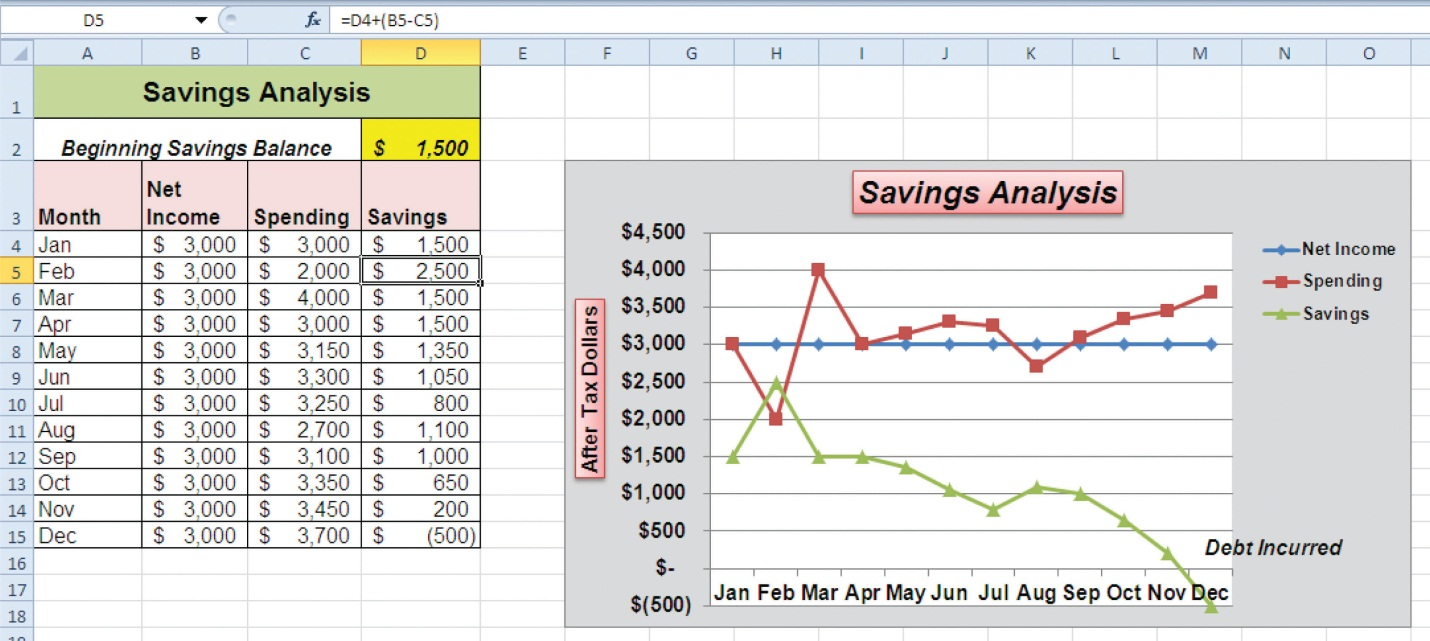 D5 fx =D4+(B5-C5)
A B C D E F G H I J K L M N O
1 Savings Analysis
2 Beginning Savings Balance $ 1,500
3 Month Net Income Spending Savings
4 Jan $ 3,000 $ 3,000 $ 1,500
5 Feb $ 3,000 $ 2,000 $ 2,500
6 Mar $ 3,000 $ 4,000 $ 1,500
7 Apr $ 3,000 $ 3,000 $ 1,500
8 May $ 3,000 $ 3,150 $ 1,350
9 Jun $ 3,000 $ 3,300 $ 1,050
10 Jul $ 3,000 $ 3,250 $ 800
11 Aug $ 3,000 $ 2,700 $ 1,100
12 Sep $ 3,000 $ 3,100 $ 1,000
13 Oct $ 3,000 $ 3,350 $ 650
14 Nov $ 3,000 $ 3,450 $ 200
15 Dec $ 3,000 $ 3,700 $ (500)
16
17
18
Savings Analysis
After Tax Dollars
$4,500
$4,000
$3,500
$3,000
$2,500
$2,000
$1,500
$1,000
$500
$-
$(500)
Jan Feb Mar Apr May Jun Jul Aug Sep Oct Nov Dec
Debt Incurred
Net Income
Spending
Savings